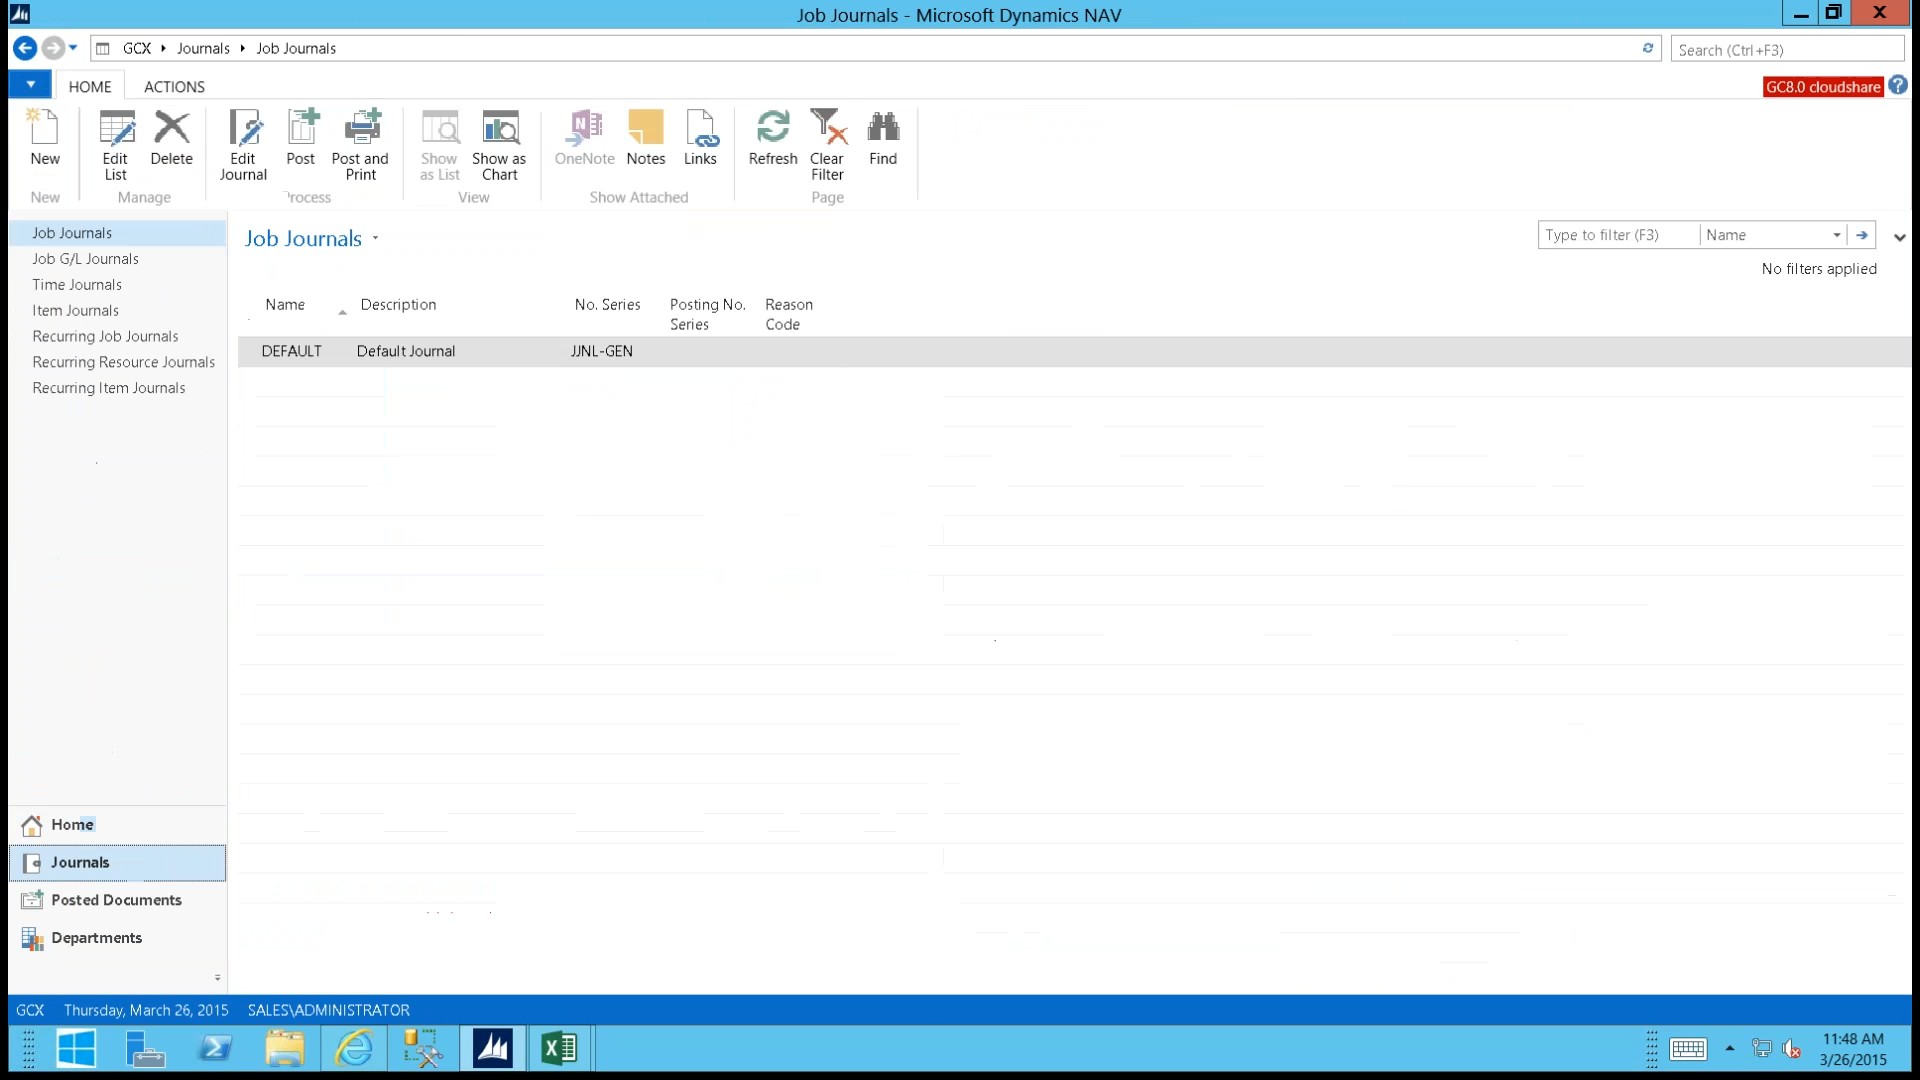 Job Journals - Microsoft Dynamics NAV
GCX Journals Job Journals
Search (Ctrl+F3)
HOME ACTIONS
GC8.0 cloudshare
New
Edit List
Delete
Edit Journal
Post
Post and Print
Show as List
Show as Chart
OneNote
Notes
Links
Refresh
Clear Filter
Find
New Manage Process View Show Attached Page
Job Journals
Job G/L Journals
Time Journals
Item Journals
Recurring Job Journals
Recurring Resource Journals
Recurring Item Journals
Job Journals
Type to filter (F3) Name
No filters applied
Name Description No. Series Posting No. Series Reason Code
DEFAULT Default Journal JJNL-GEN
Home
Journals
Posted Documents
Departments
GCX Thursday, March 26, 2015 SALES\ADMINISTRATOR
11:48 AM
3/26/2015